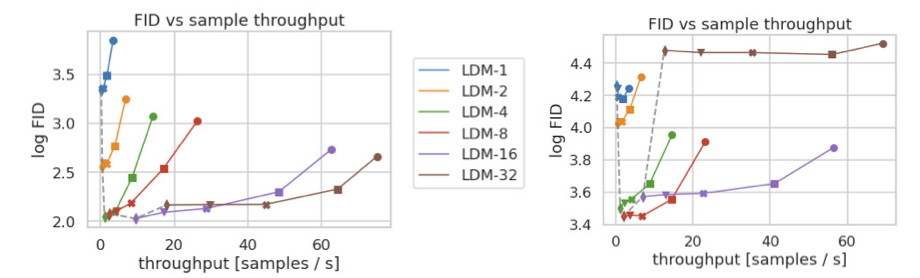 FID vs sample throughput
3.5
3.0
2.5
2.0
log FID
0
20
40
60
throughput [samples / s]
LDM-1
LDM-2
LDM-4
LDM-8
LDM-16
LDM-32
FID vs sample throughput
4.4
4.2
4.0
3.8
3.6
3.4
log FID
0
20
40
60
throughput [samples / s]